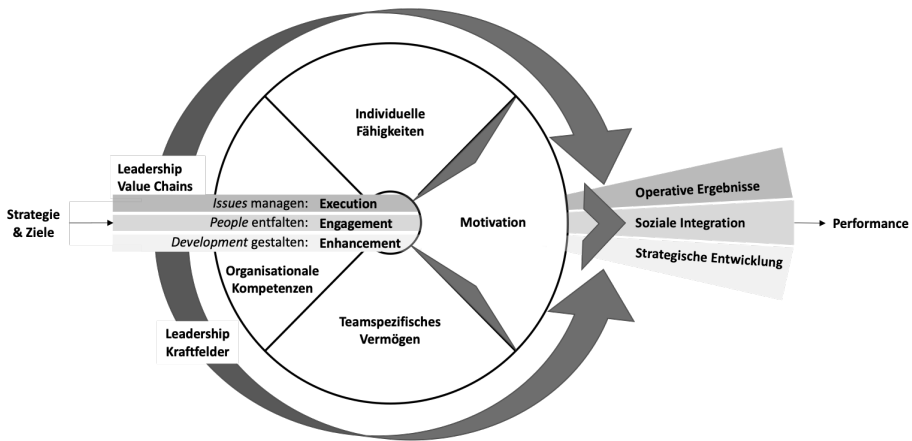 Individuelle
Fähigkeiten
Leadership
Value Chains
Issues managen: Execution
People entfalten: Engagement
Development gestalten: Enhancement
Strategie
& Ziele
Motivation
Operative Ergebnisse
Soziale Integration
Strategische Entwicklung
Performance
Organisationale
Kompetenzen
Teamspezifisches
Vermögen
Leadership
Kraftfelder